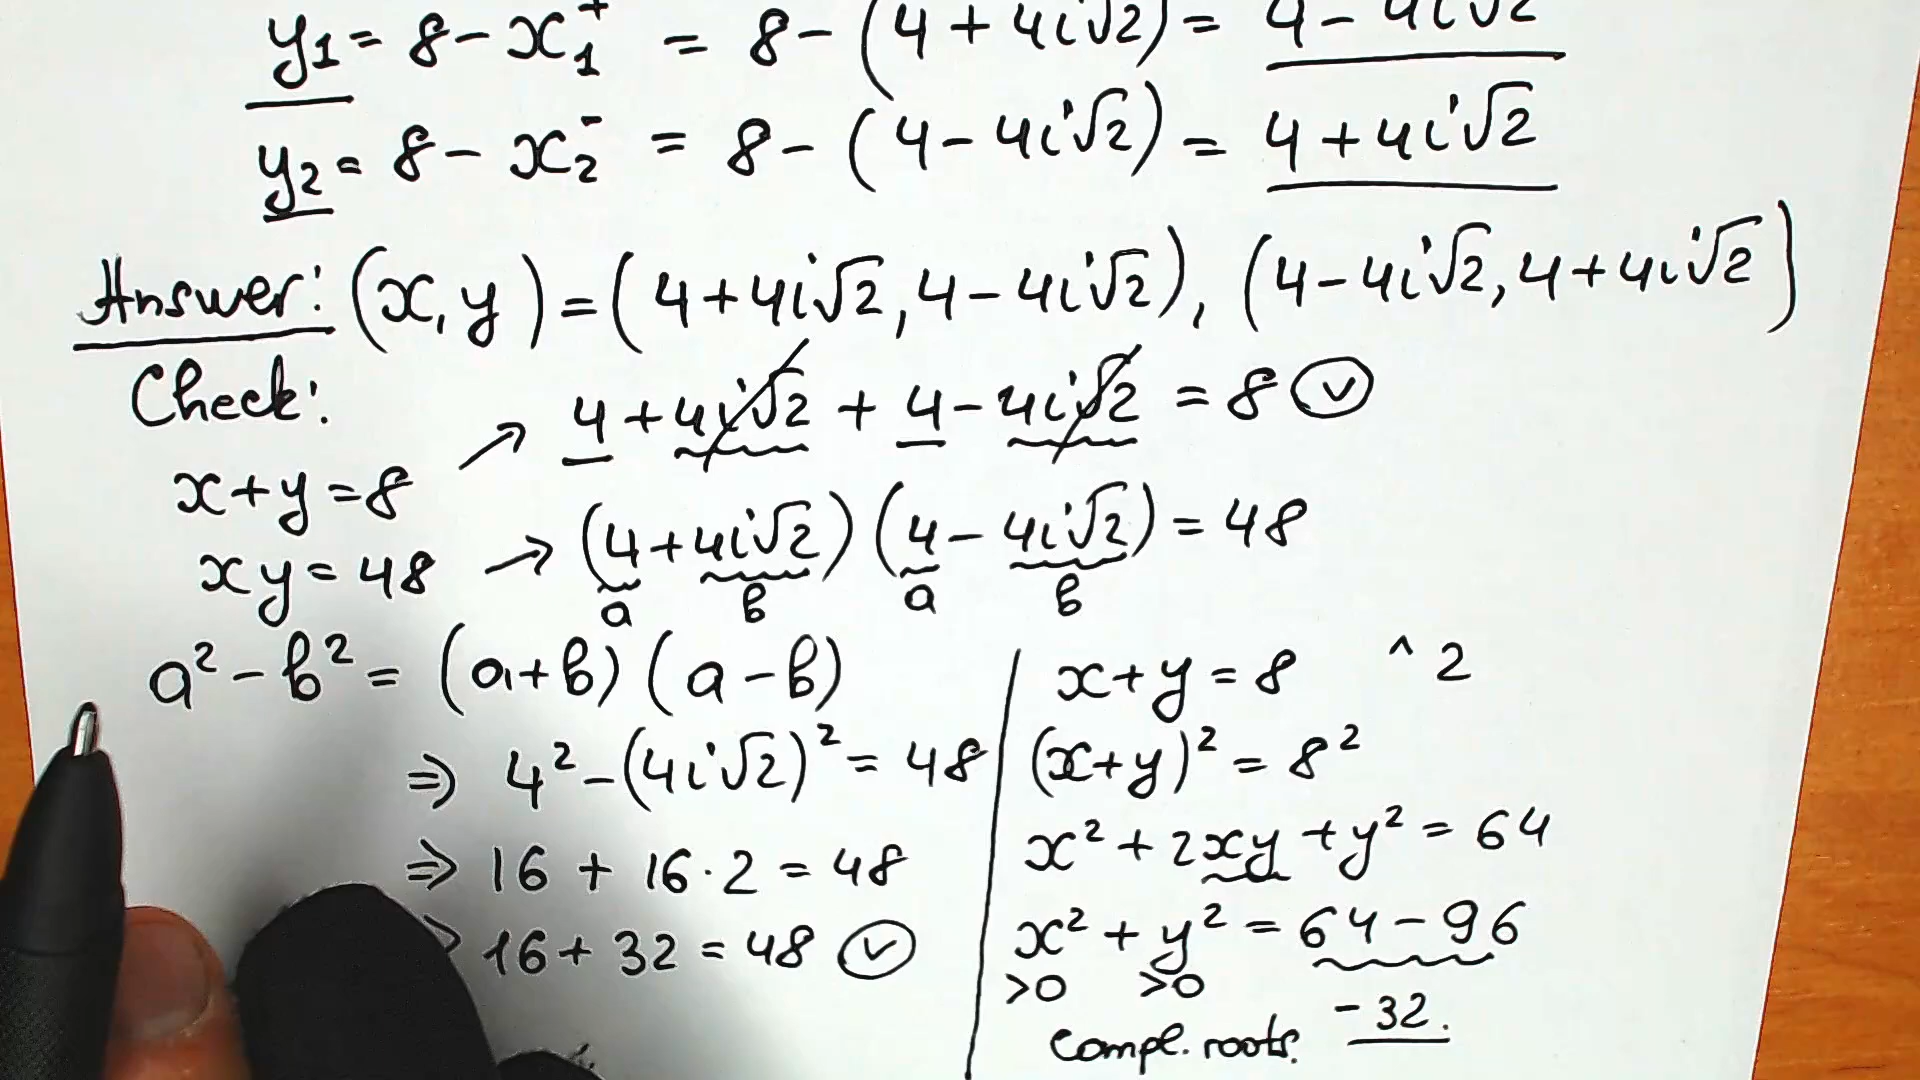 y₁ = 8 - x₁⁺ = 8 - (4 + 4i√2) = 4 - 4i√2
y₂ = 8 - x₂⁻ = 8 - (4 - 4i√2) = 4 + 4i√2
Answer: (x, y) = (4 + 4i√2, 4 - 4i√2), (4 - 4i√2, 4 + 4i√2)
Check:
→ 4 + 4i√2 + 4 - 4i√2 = 8 ✓
x + y = 8
→ (4 + 4i√2)(4 - 4i√2) = 48
xy = 48
a b a b
a² - b² = (a + b)(a - b)
⇒ 4² - (4i√2)² = 48
⇒ 16 + 16·2 = 48
⇒ 16 + 32 = 48 ✓
x + y = 8 ^2
(x + y)² = 8²
x² + 2xy + y² = 64
x² + y² = 64 - 96
>0 >0
-32.
Compl. roots.